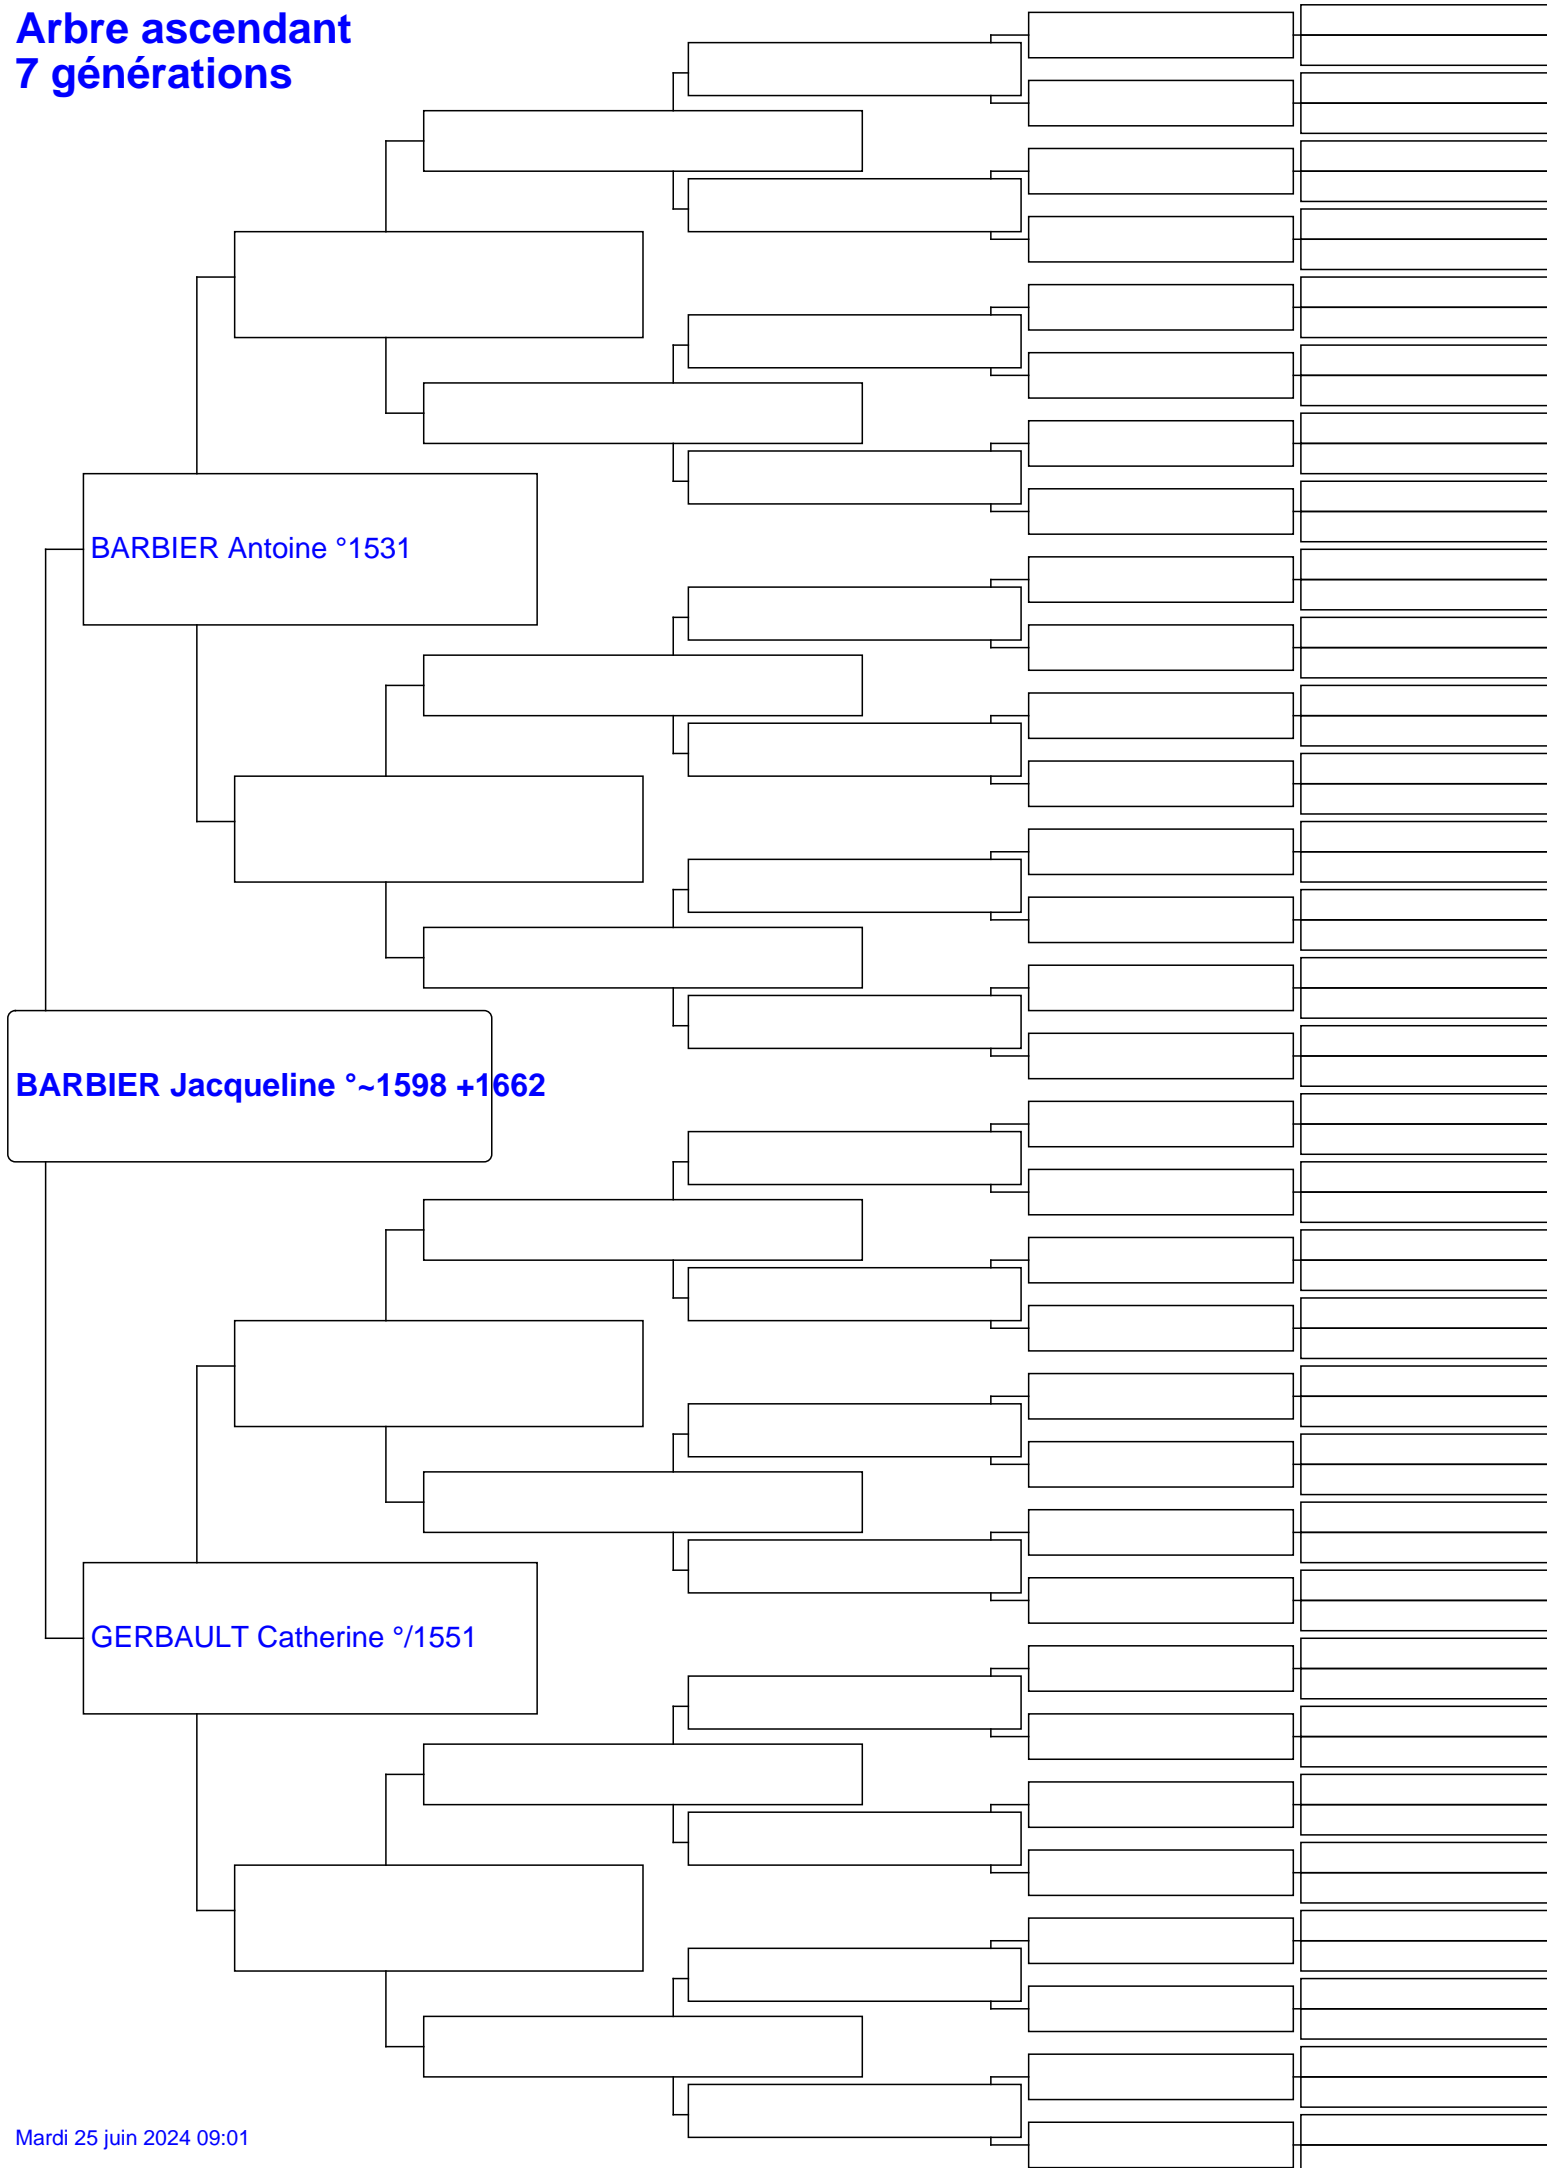 Arbre ascendant
7 générations
BARBIER Antoine °1531
BARBIER Jacqueline °~1598 +1662
GERBAULT Catherine °/1551
Mardi 25 juin 2024 09:01